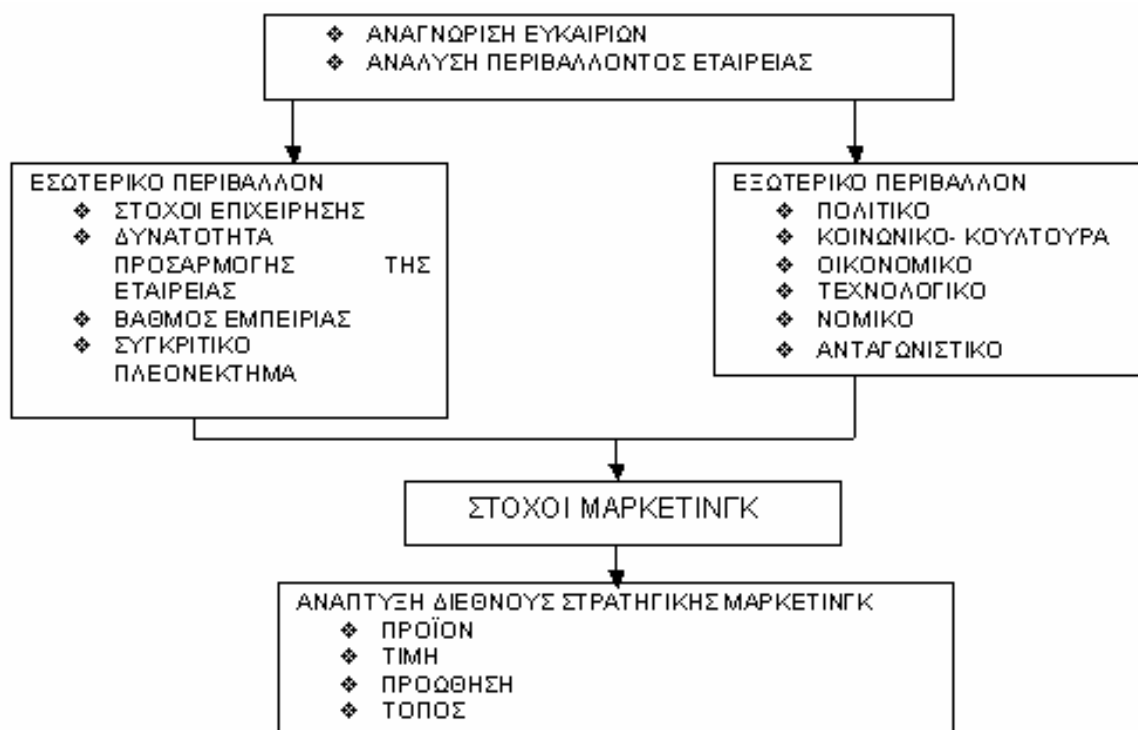 ❖ ΑΝΑΓΝΩΡΙΣΗ ΕΥΚΑΙΡΙΩΝ
❖ ΑΝΑΛΥΣΗ ΠΕΡΙΒΑΛΛΟΝΤΟΣ ΕΤΑΙΡΕΙΑΣ
ΕΣΩΤΕΡΙΚΟ ΠΕΡΙΒΑΛΛΟΝ
❖ ΣΤΟΧΟΙ ΕΠΙΧΕΙΡΗΣΗΣ
❖ ΔΥΝΑΤΟΤΗΤΑ
ΠΡΟΣΑΡΜΟΓΗΣ ΤΗΣ
ΕΤΑΙΡΕΙΑΣ
❖ ΒΑΘΜΟΣ ΕΜΠΕΙΡΙΑΣ
❖ ΣΥΓΚΡΙΤΙΚΟ
ΠΛΕΟΝΕΚΤΗΜΑ
ΕΞΩΤΕΡΙΚΟ ΠΕΡΙΒΑΛΛΟΝ
❖ ΠΟΛΙΤΙΚΟ
❖ ΚΟΙΝΩΝΙΚΟ- ΚΟΥΛΤΟΥΡΑ
❖ ΟΙΚΟΝΟΜΙΚΟ
❖ ΤΕΧΝΟΛΟΓΙΚΟ
❖ ΝΟΜΙΚΟ
❖ ΑΝΤΑΓΩΝΙΣΤΙΚΟ
ΣΤΟΧΟΙ ΜΑΡΚΕΤΙΝΓΚ
ΑΝΑΠΤΥΞΗ ΔΙΕΘΝΟΥΣ ΣΤΡΑΤΗΓΙΚΗΣ ΜΑΡΚΕΤΙΝΓΚ
❖ ΠΡΟΪΟΝ
❖ ΤΙΜΗ
❖ ΠΡΟΩΘΗΣΗ
❖ ΤΟΠΟΣ